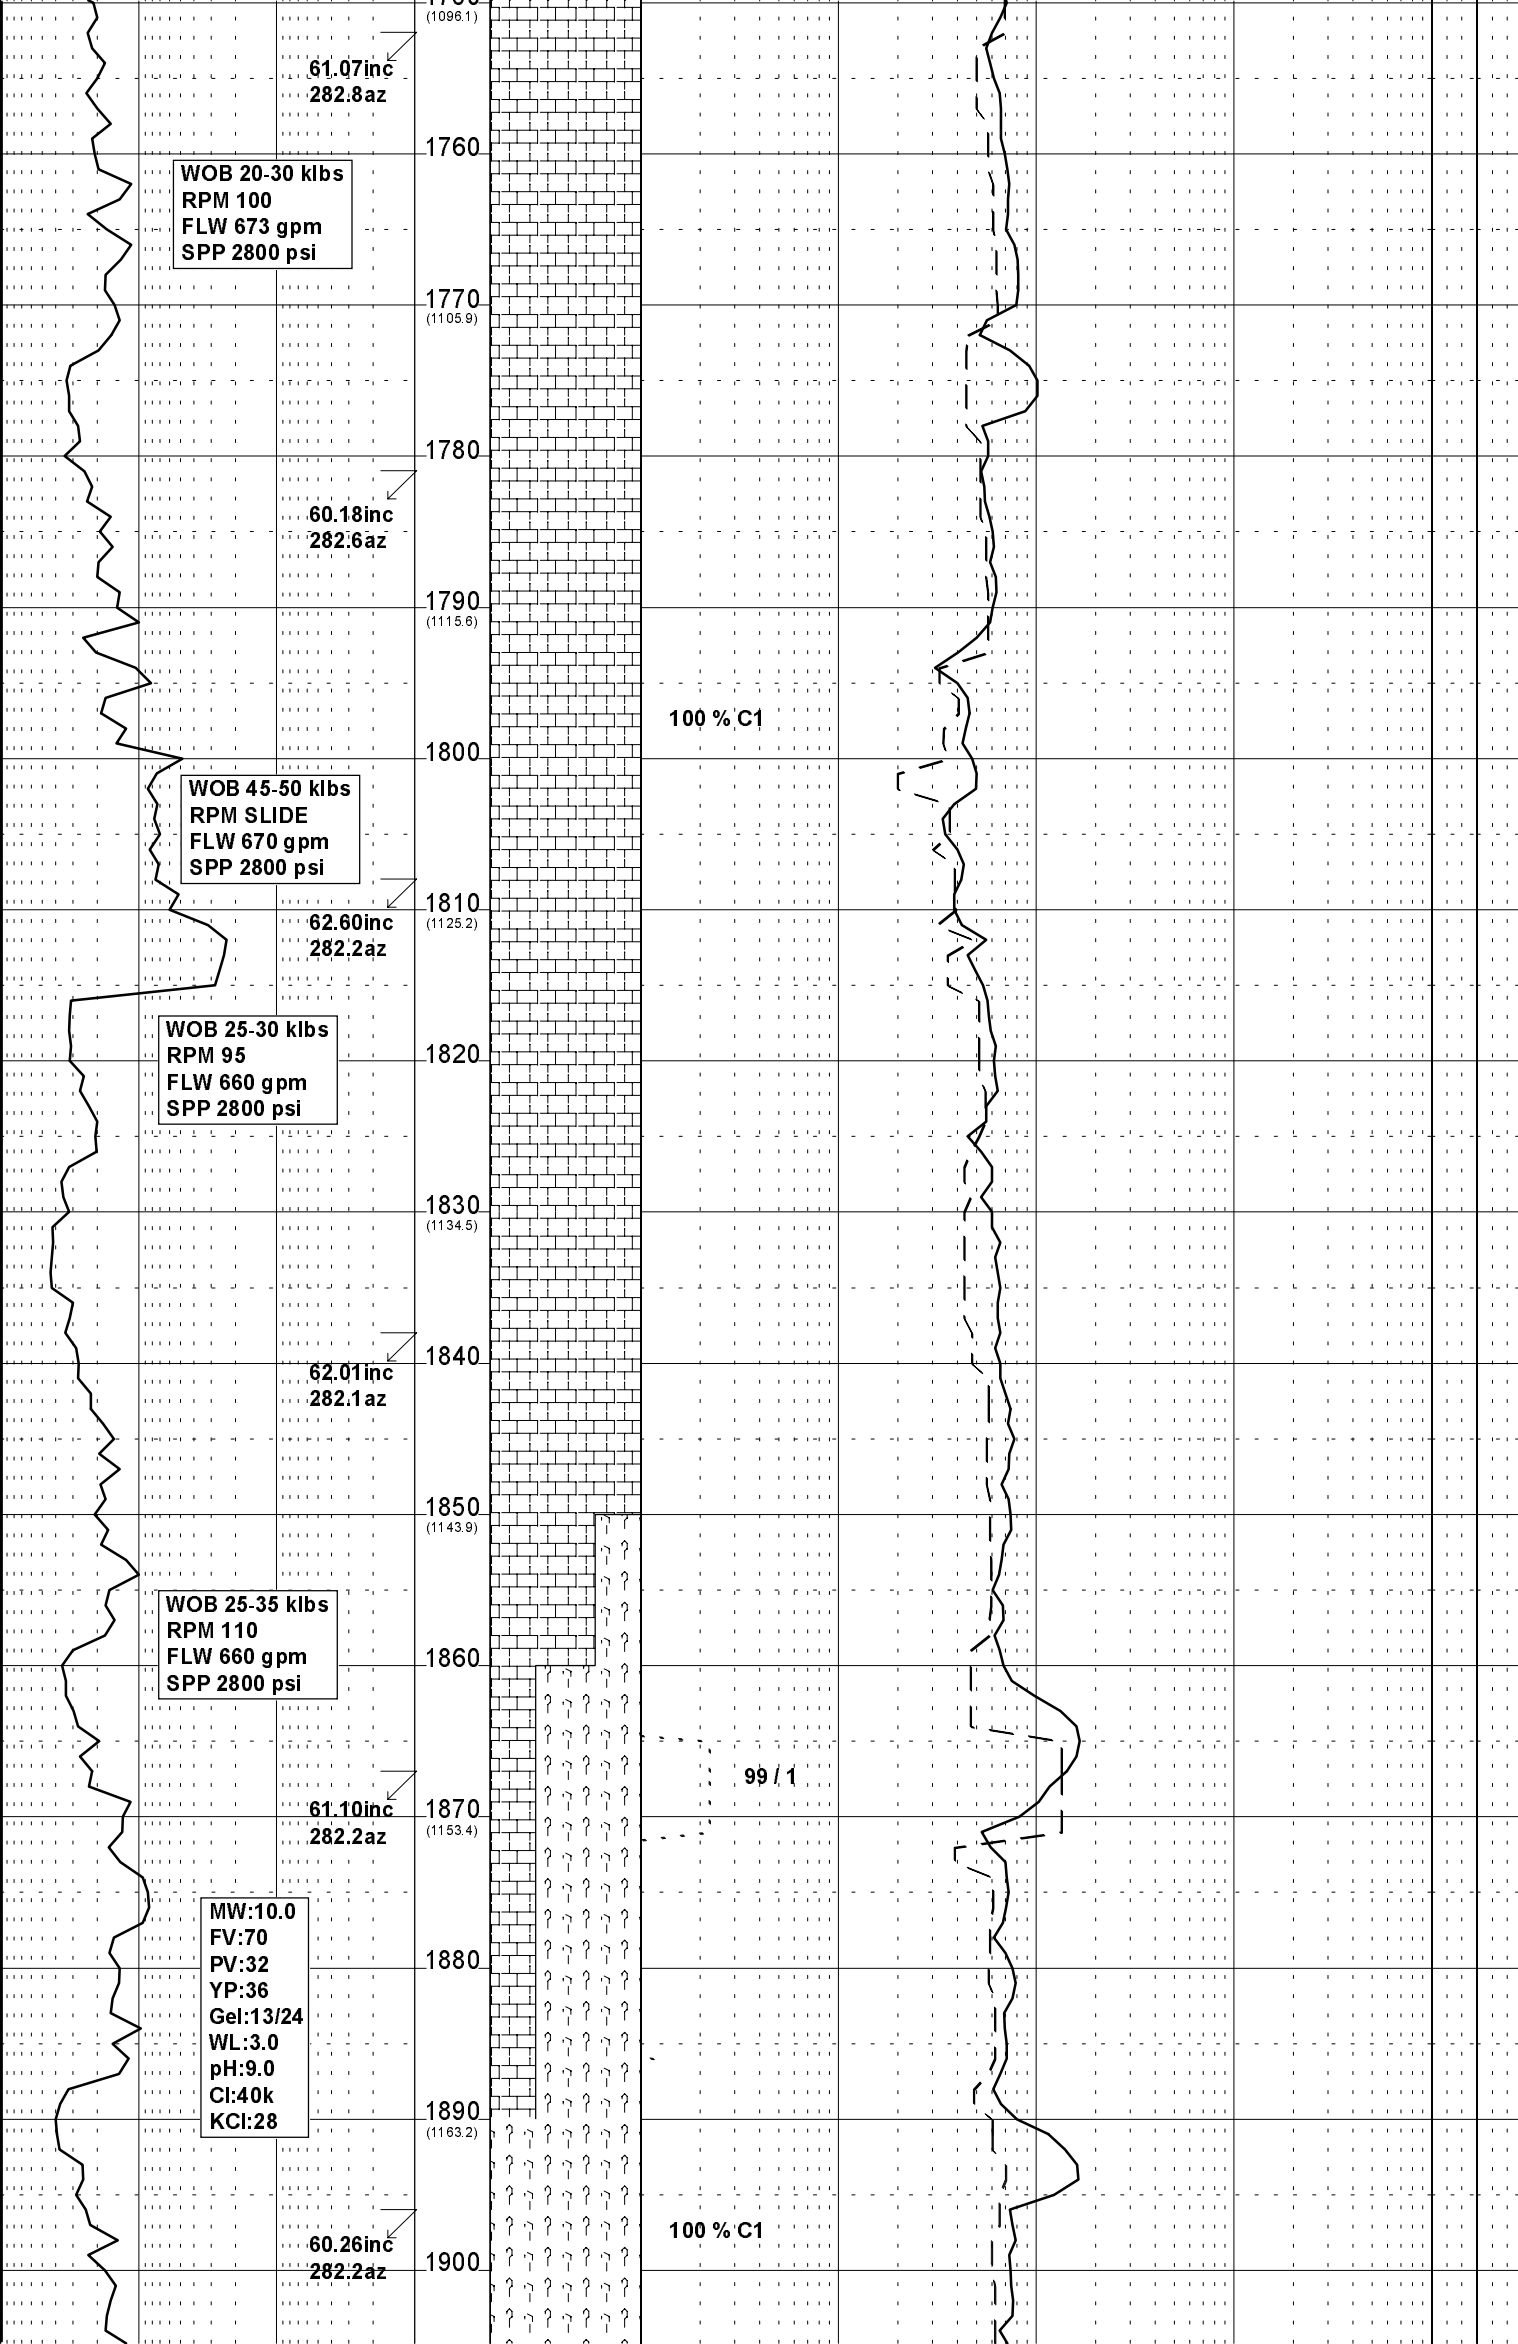 (1096.1)
61.07inc
282.8az
1760
WOB 20-30 klbs
RPM 100
FLW 673 gpm
SPP 2800 psi
1770
(1105.9)
1780
60.18inc
282.6az
1790
(1115.6)
100 % C1
1800
WOB 45-50 klbs
RPM SLIDE
FLW 670 gpm
SPP 2800 psi
1810
(1125.2)
62.60inc
282.2az
WOB 25-30 klbs
RPM 95
FLW 660 gpm
SPP 2800 psi
1820
1830
(1134.5)
1840
62.01inc
282.1az
1850
(1143.9)
WOB 25-35 klbs
RPM 110
FLW 660 gpm
SPP 2800 psi
1860
99 / 1
61.10inc
282.2az
1870
(1153.4)
MW:10.0
FV:70
PV:32
YP:36
Gel:13/24
WL:3.0
pH:9.0
Cl:40k
KCl:28
1880
1890
(1163.2)
100 % C1
60.26inc
282.2az
1900